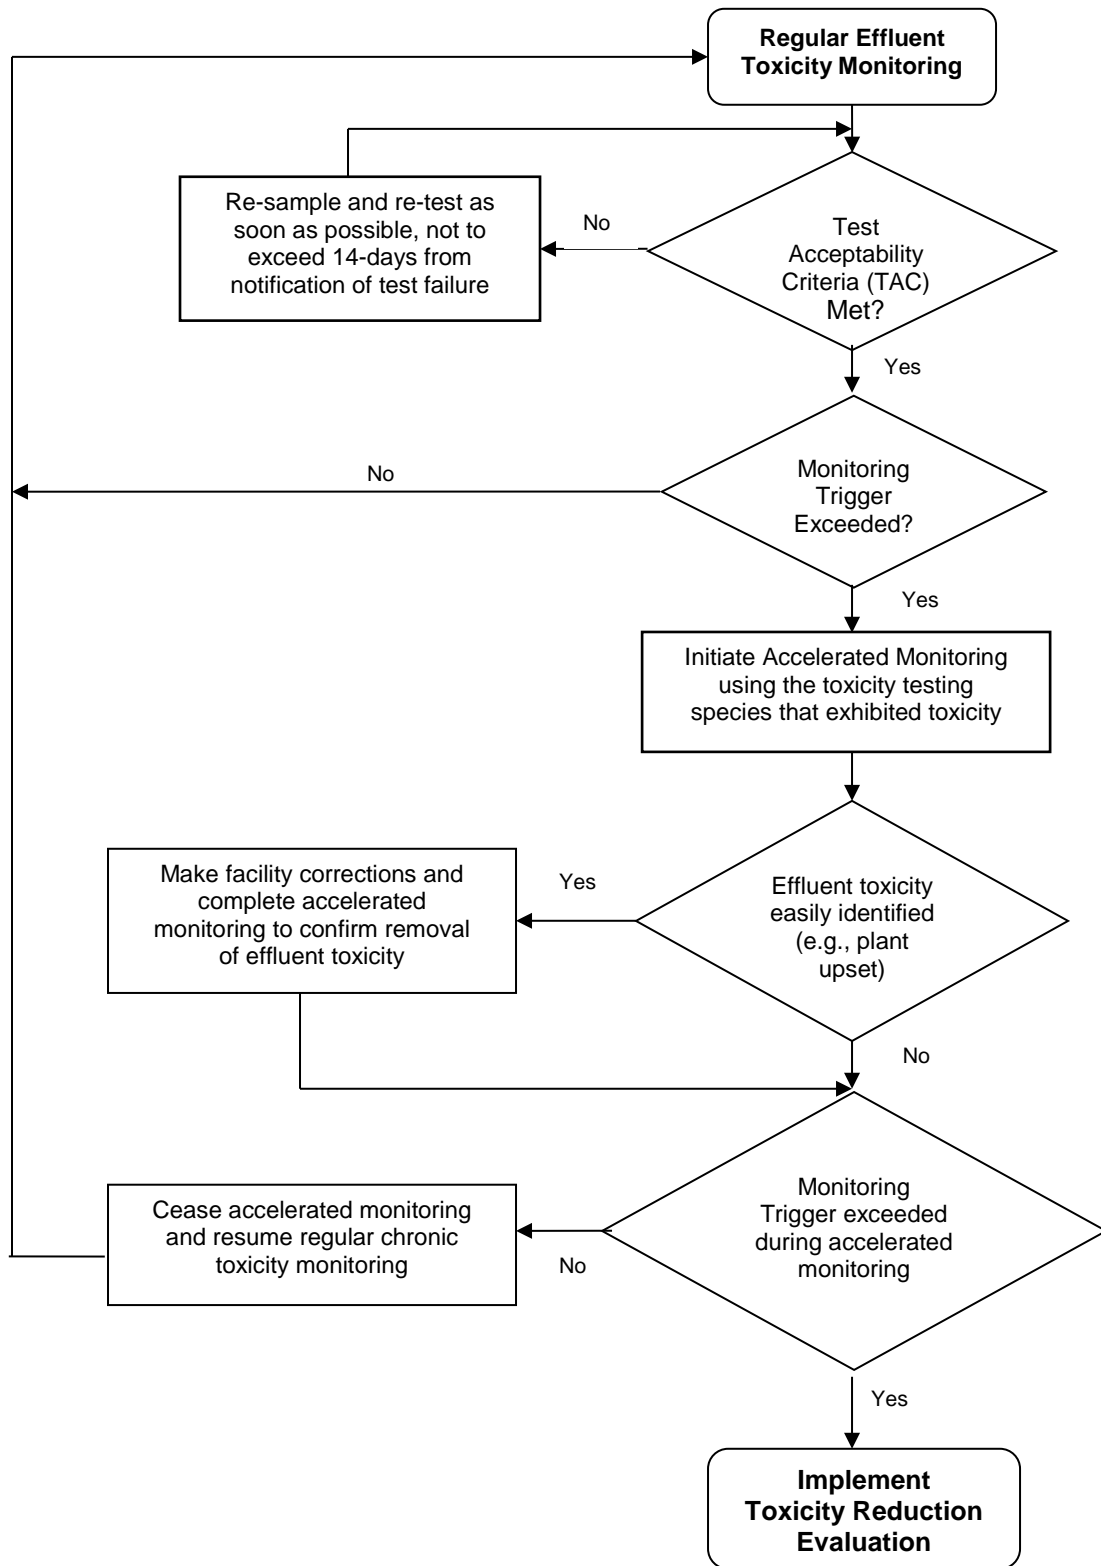 Regular Effluent
Toxicity Monitoring
Re-sample and re-test as
soon as possible, not to
exceed 14-days from
notification of test failure
No
Test
Acceptability
Criteria (TAC)
Met?
Yes
No
Monitoring
Trigger
Exceeded?
Yes
Initiate Accelerated Monitoring
using the toxicity testing
species that exhibited toxicity
Make facility corrections and
complete accelerated
monitoring to confirm removal
of effluent toxicity
Yes
Effluent toxicity
easily identified
(e.g., plant
upset)
No
Cease accelerated monitoring
and resume regular chronic
toxicity monitoring
No
Monitoring
Trigger exceeded
during accelerated
monitoring
Yes
Implement
Toxicity Reduction
Evaluation